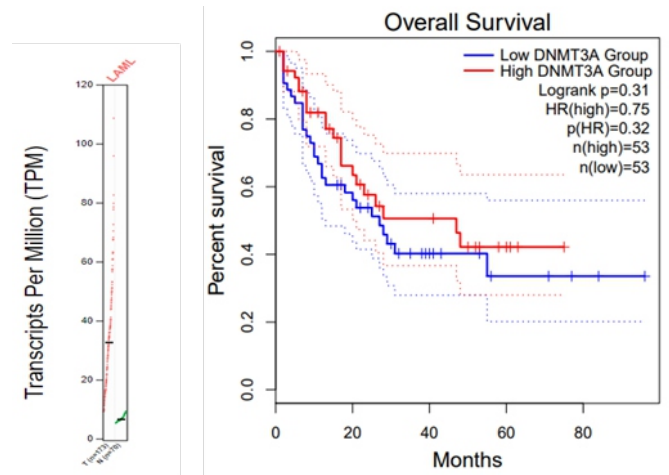 LAML
Transcripts Per Million (TPM)
120
100
80
60
40
20
0
T (n=173)
N (n=70)
Overall Survival
Low DNMT3A Group
High DNMT3A Group
Logrank p=0.31
HR(high)=0.75
p(HR)=0.32
n(high)=53
n(low)=53
Percent survival
1.0
0.8
0.6
0.4
0.2
0.0
0 20 40 60 80
Months